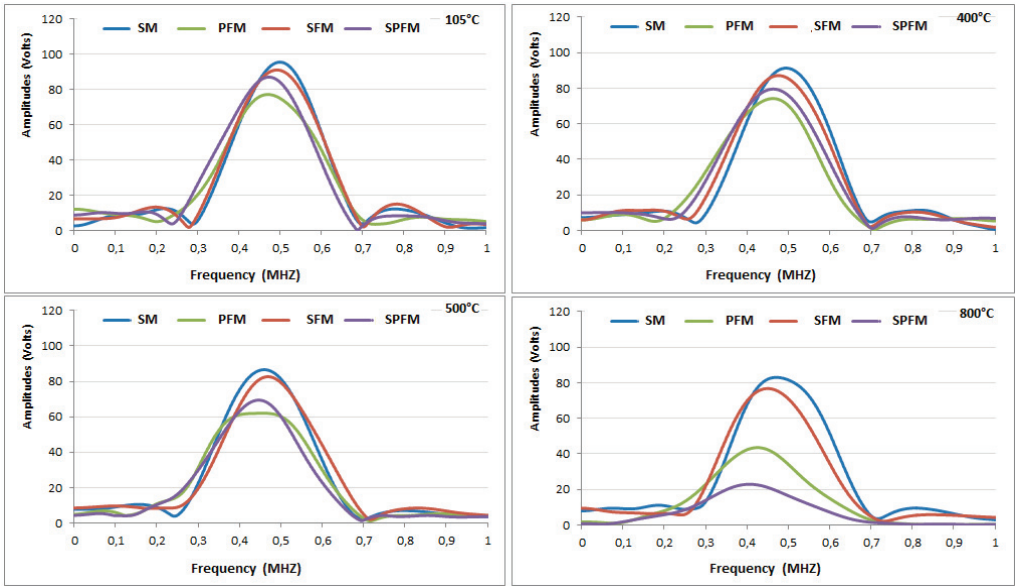 105°C
SM PFM SFM SPFM
Amplitudes (Volts)
120
100
80
60
40
20
0
0 0,1 0,2 0,3 0,4 0,5 0,6 0,7 0,8 0,9 1
Frequency (MHZ)
400°C
SM PFM SFM SPFM
Amplitudes (Volts)
120
100
80
60
40
20
0
0 0,1 0,2 0,3 0,4 0,5 0,6 0,7 0,8 0,9 1
Frequency (MHZ)
500°C
SM PFM SFM SPFM
Amplitudes (Volts)
120
100
80
60
40
20
0
0 0,1 0,2 0,3 0,4 0,5 0,6 0,7 0,8 0,9 1
Frequency (MHZ)
800°C
SM PFM SFM SPFM
Amplitudes (Volts)
120
100
80
60
40
20
0
0 0,1 0,2 0,3 0,4 0,5 0,6 0,7 0,8 0,9 1
Frequency (MHZ)